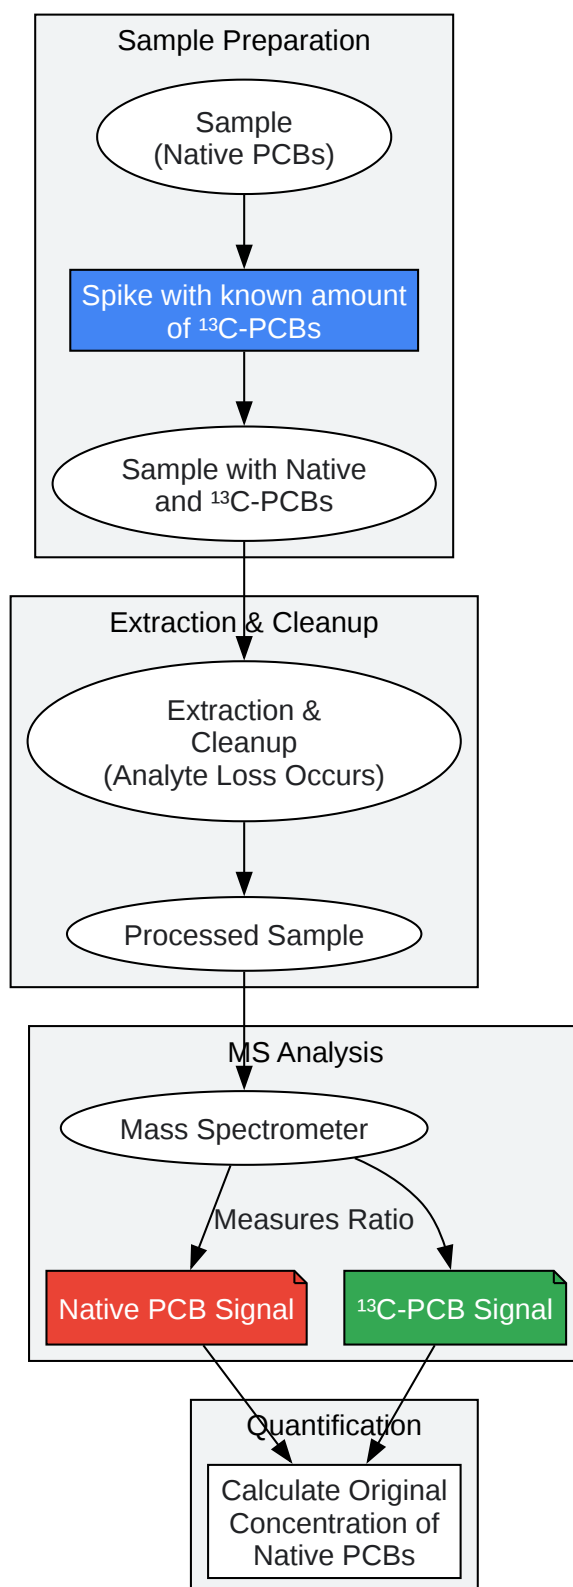 Sample Preparation
Sample
(Native PCBs)
Spike with known amount
of ¹³C-PCBs
Sample with Native
and ¹³C-PCBs
Extraction & Cleanup
Extraction &
Cleanup
(Analyte Loss Occurs)
Processed Sample
MS Analysis
Mass Spectrometer
Measures Ratio
Native PCB Signal
¹³C-PCB Signal
Quantification
Calculate Original
Concentration of
Native PCBs